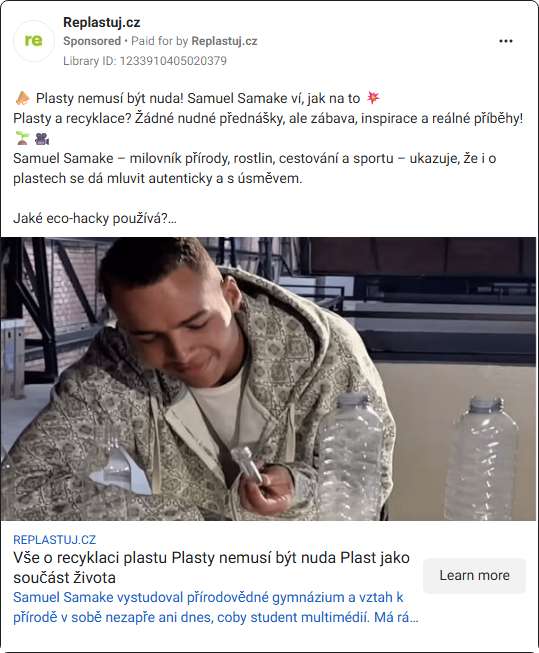 re
Replastuj.cz
Sponsored • Paid for by Replastuj.cz
Library ID: 1233910405020379
📣 Plasty nemusí být nuda! Samuel Samake ví, jak na to 💥
Plasty a recyklace? Žádné nudné přednášky, ale zábava, inspirace a reálné příběhy!
🌱 🎥
Samuel Samake – milovník přírody, rostlin, cestování a sportu – ukazuje, že i o
plastech se dá mluvit autenticky a s úsměvem.
Jaké eco-hacky používá?…
REPLASTUJ.CZ
Vše o recyklaci plastu Plasty nemusí být nuda Plast jako
součást života
Learn more
Samuel Samake vystudoval přírodovědné gymnázium a vztah k
přírodě v sobě nezapře ani dnes, coby student multimédií. Má rá…